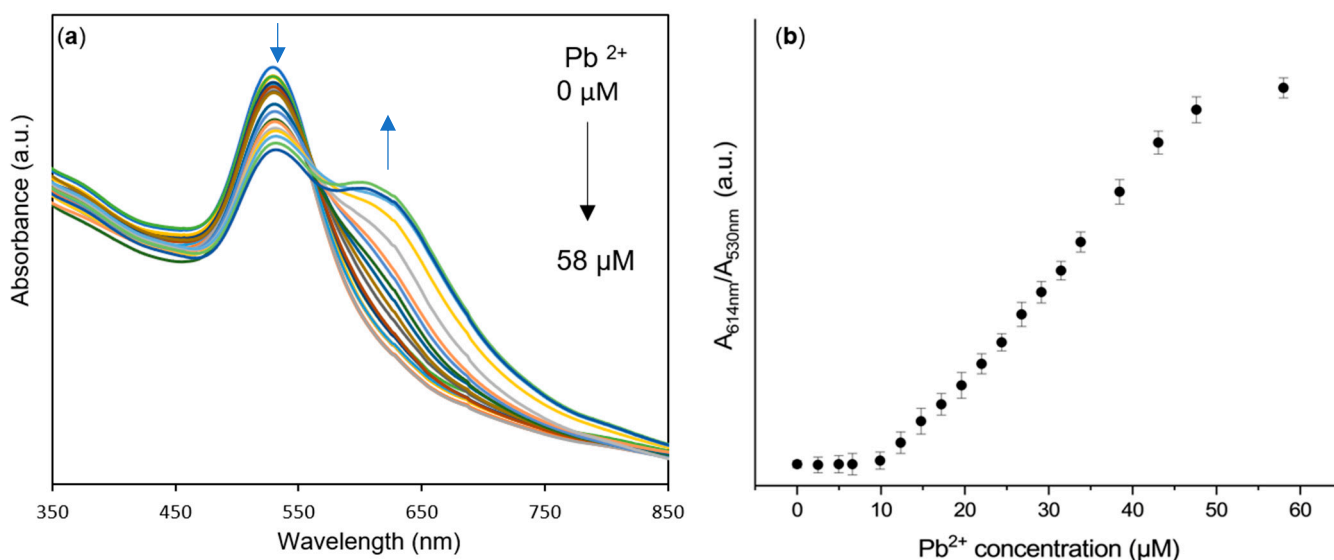 (a)
Pb 2+
0 μM
58 μM
Absorbance (a.u.)
350 450 550 650 750 850
Wavelength (nm)
(b)
A614nm/A530nm (a.u.)
0 10 20 30 40 50 60
Pb2+ concentration (μM)